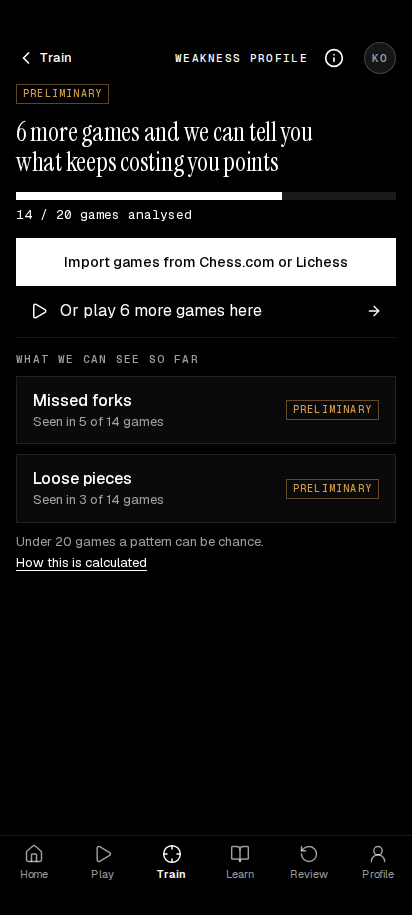 Train
WEAKNESS PROFILE
KO
PRELIMINARY
6 more games and we can tell you
what keeps costing you points
14 / 20 games analysed
Import games from Chess.com or Lichess
Or play 6 more games here
WHAT WE CAN SEE SO FAR
Missed forks
Seen in 5 of 14 games
PRELIMINARY
Loose pieces
Seen in 3 of 14 games
PRELIMINARY
Under 20 games a pattern can be chance.
How this is calculated
Home
Play
Train
Learn
Review
Profile